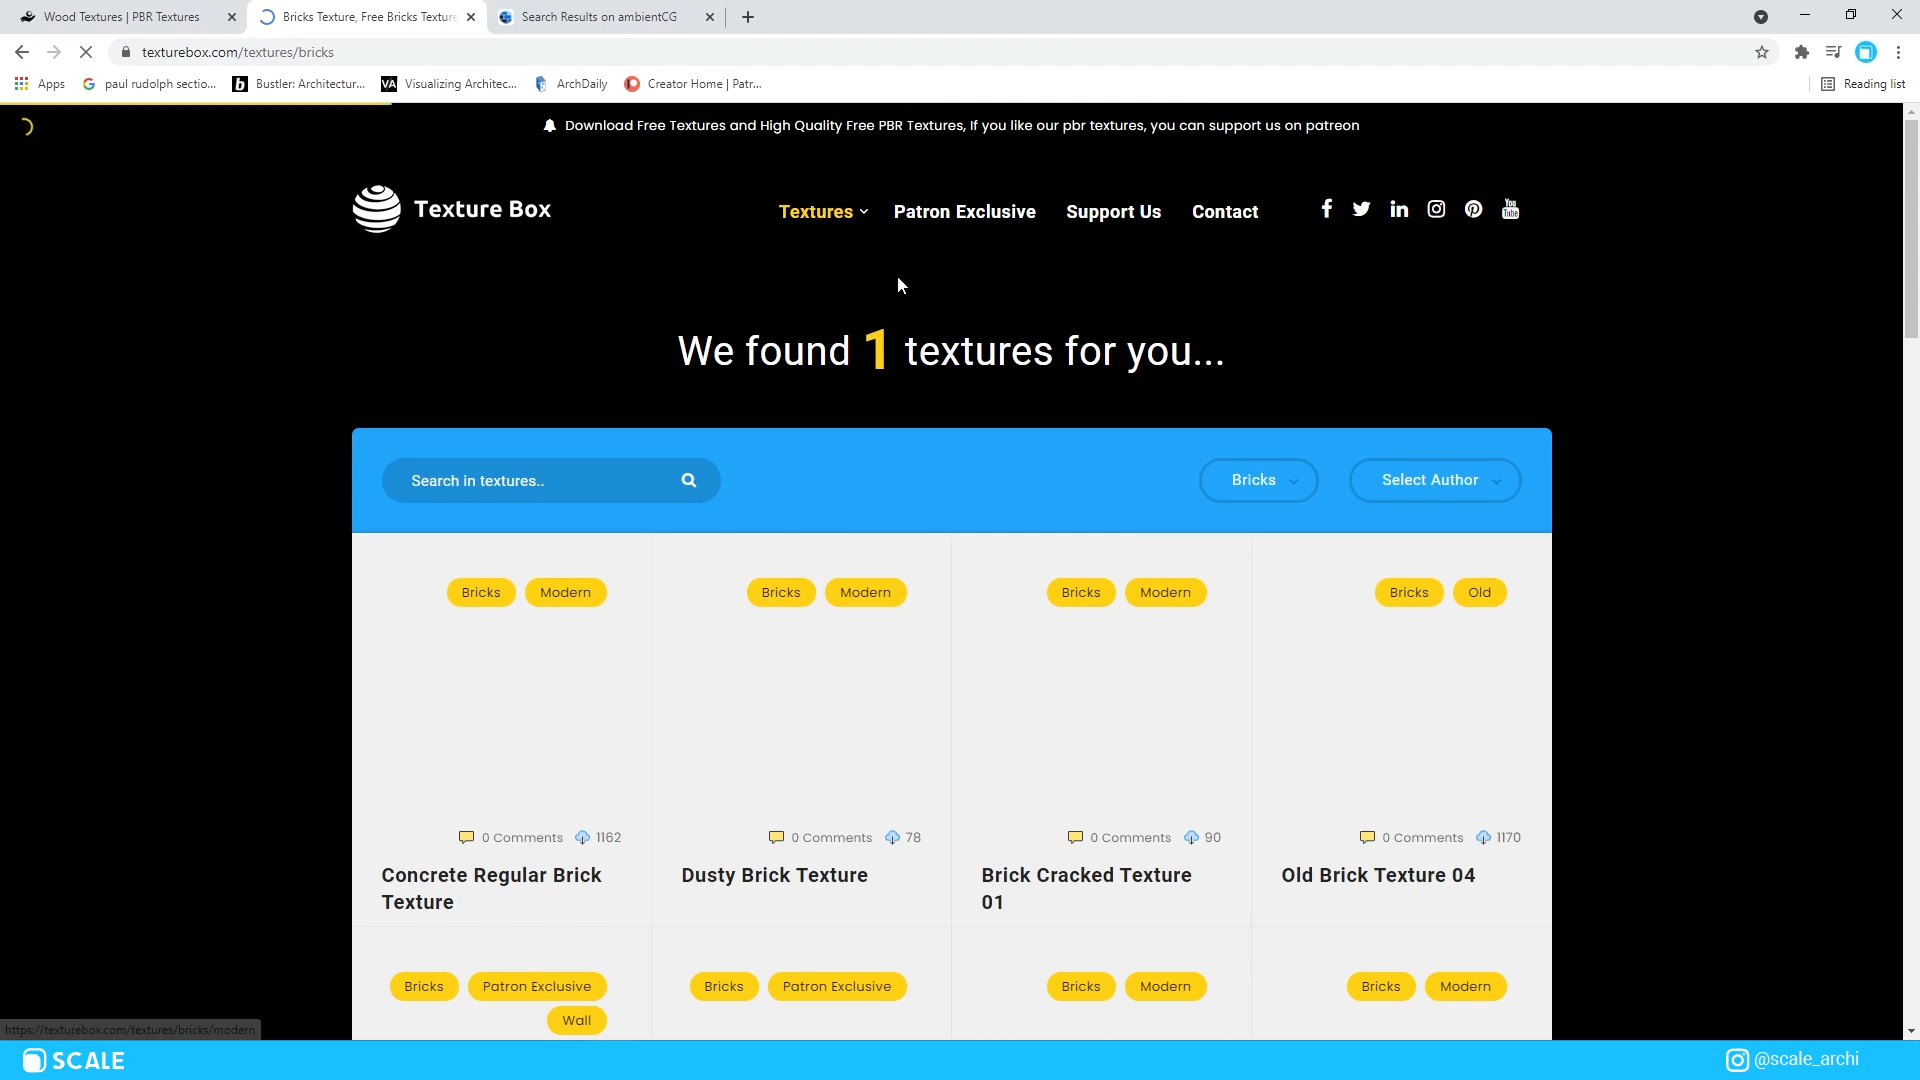 Wood Textures | PBR Textures
Bricks Texture, Free Bricks Texture
Search Results on ambientCG
texturebox.com/textures/bricks
Apps
paul rudolph sectio...
Bustler: Architectur...
VA
Visualizing Architec...
ArchDaily
Creator Home | Patr...
Reading list
Download Free Textures and High Quality Free PBR Textures, If you like our pbr textures, you can support us on patreon
Texture Box
Textures
Patron Exclusive
Support Us
Contact
We found 1 textures for you...
Search in textures..
Bricks
Select Author
Bricks Modern
Bricks Modern
Bricks Modern
Bricks Old
0 Comments 1162
0 Comments 78
0 Comments 90
0 Comments 1170
Concrete Regular Brick
Texture
Dusty Brick Texture
Brick Cracked Texture
01
Old Brick Texture 04
Bricks Patron Exclusive
Wall
Bricks Patron Exclusive
Bricks Modern
Bricks Modern
https://texturebox.com/textures/bricks/modern
SCALE
@scale_archi